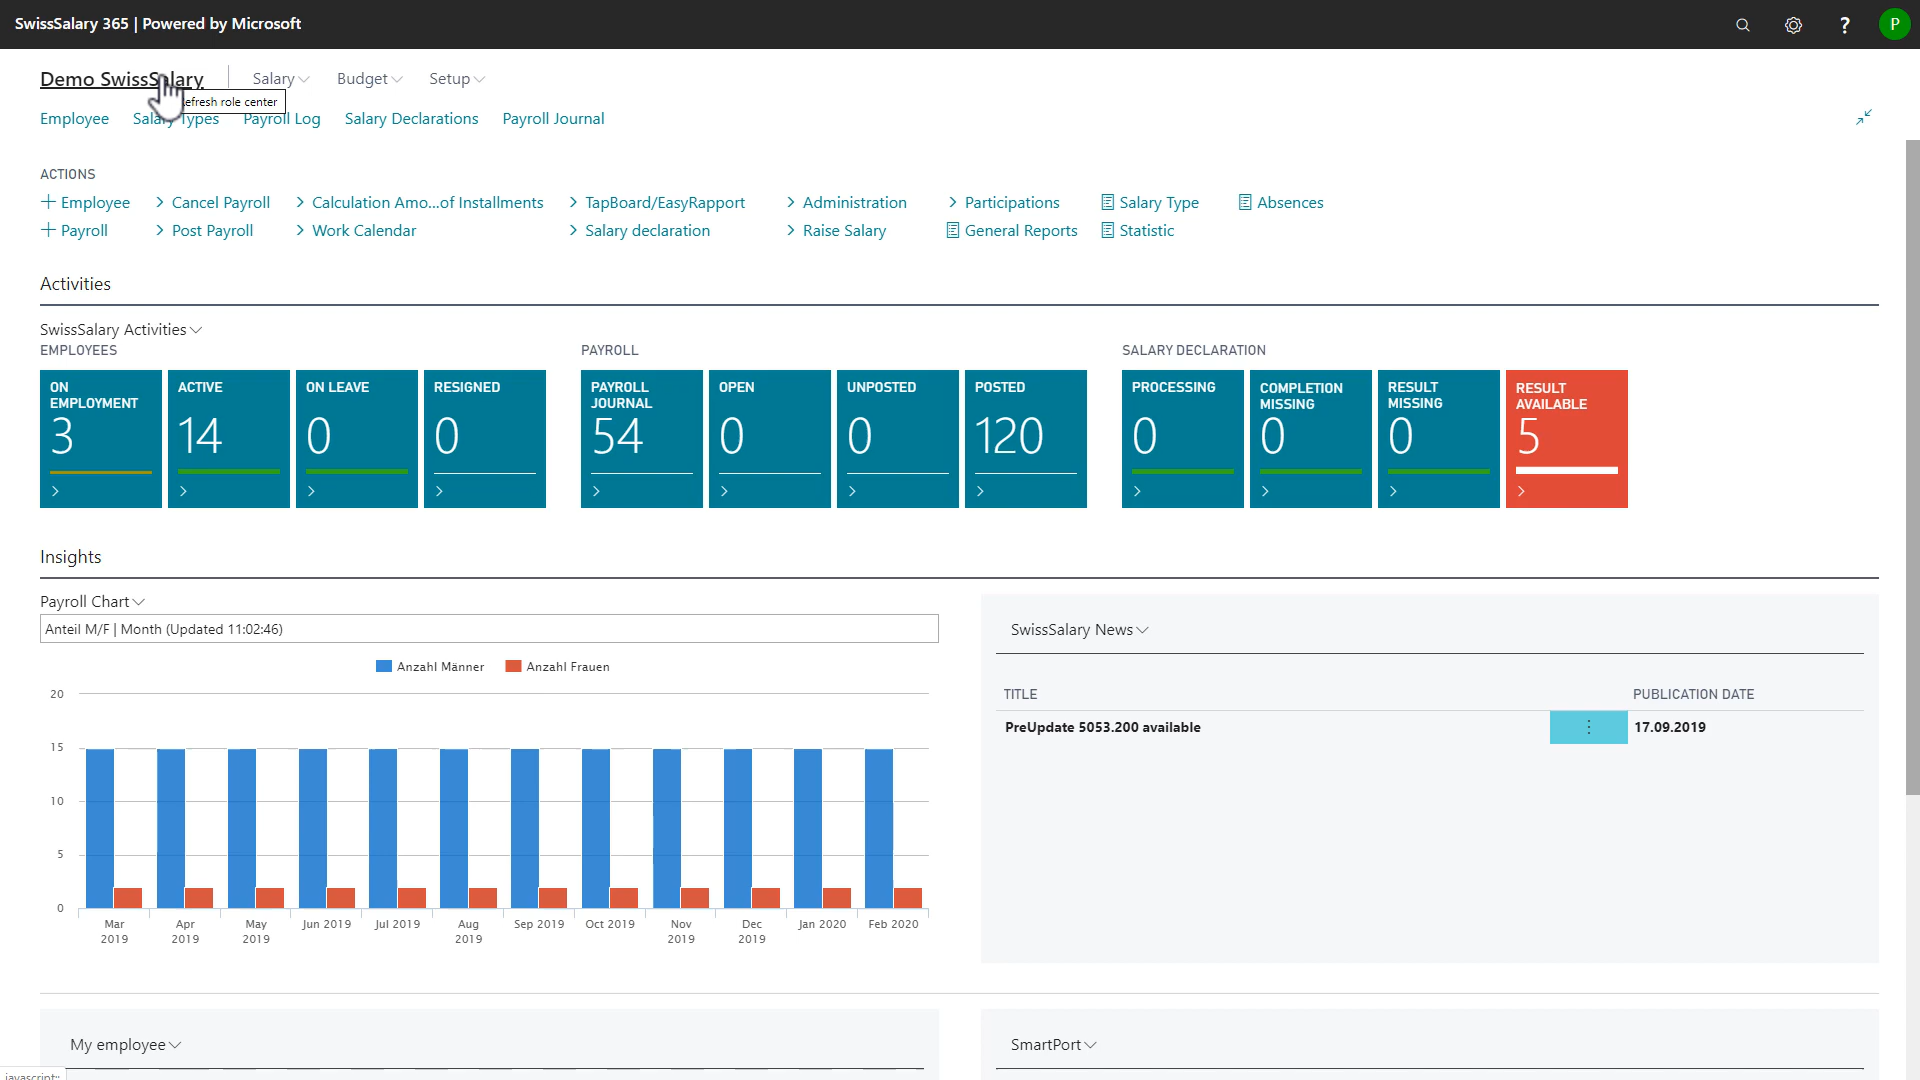 SwissSalary 365 | Powered by Microsoft
?
P
Demo SwissSalary
Salary
Budget
Setup
efresh role center
Employee
Salary Types
Payroll Log
Salary Declarations
Payroll Journal
ACTIONS
Employee
Cancel Payroll
Calculation Amo...of Installments
TapBoard/EasyRapport
Administration
Participations
Salary Type
Absences
Payroll
Post Payroll
Work Calendar
Salary declaration
Raise Salary
General Reports
Statistic
Activities
SwissSalary Activities
EMPLOYEES
PAYROLL
SALARY DECLARATION
ON
EMPLOYMENT
3
ACTIVE
14
ON LEAVE
0
RESIGNED
0
PAYROLL
JOURNAL
54
OPEN
0
UNPOSTED
0
POSTED
120
PROCESSING
0
COMPLETION
MISSING
0
RESULT
MISSING
0
RESULT
AVAILABLE
5
Insights
Payroll Chart
Anteil M/F | Month (Updated 11:02:46)
Anzahl Männer
Anzahl Frauen
20
15
10
5
0
Mar
2019
Apr
2019
May
2019
Jun 2019
Jul 2019
Aug
2019
Sep 2019
Oct 2019
Nov
2019
Dec
2019
Jan 2020
Feb 2020
SwissSalary News
TITLE
PUBLICATION DATE
PreUpdate 5053.200 available
17.09.2019
My employee
SmartPort
javascript:;